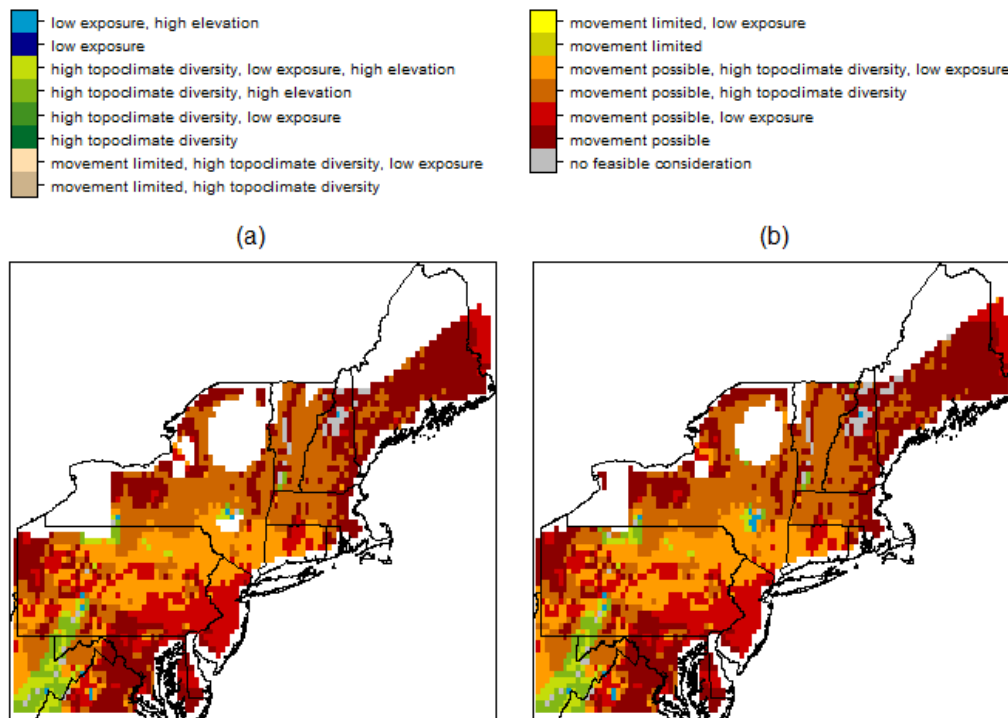 low exposure, high elevation
low exposure
high topoclimate diversity, low exposure, high elevation
high topoclimate diversity, high elevation
high topoclimate diversity, low exposure
high topoclimate diversity
movement limited, high topoclimate diversity, low exposure
movement limited, high topoclimate diversity
movement limited, low exposure
movement limited
movement possible, high topoclimate diversity, low exposure
movement possible, high topoclimate diversity
movement possible, low exposure
movement possible
no feasible consideration
(a)
(b)